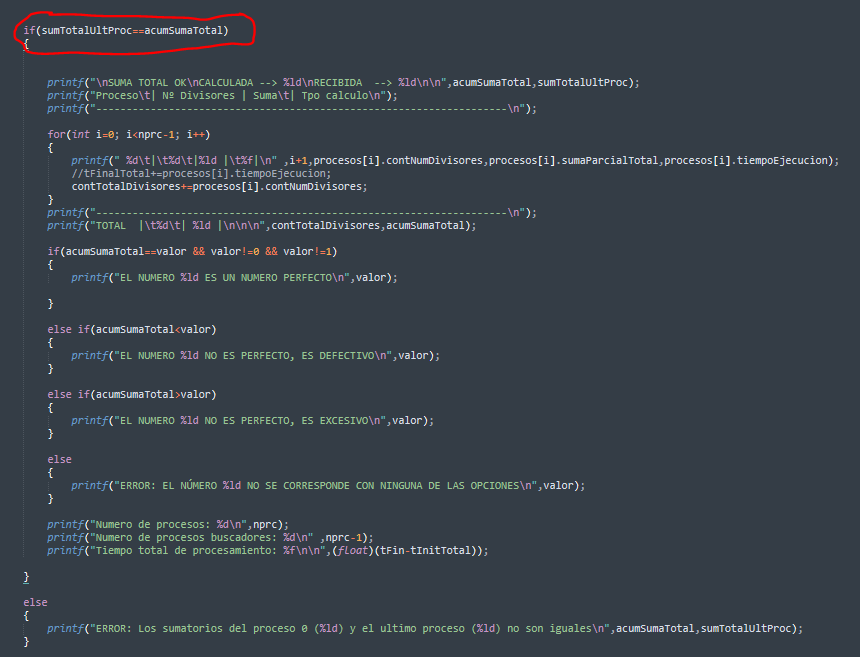 if(sumTotalUltProc==acumSumaTotal)
{
printf("\nSUMA TOTAL OK\nCALCULADA --> %ld\nRECIBIDA  --> %ld\n\n",acumSumaTotal,sumTotalUltProc);
printf("Proceso\t| Nº Divisores | Suma\t| Tpo calculo\n");
printf("--------------------------------------------------------------------\n");
for(int i=0; i<nprc-1; i++)
{
printf(" %d\t|\t%d\t|%ld |\t%f|\n" ,i+1,procesos[i].contNumDivisores,procesos[i].sumaParcialTotal,procesos[i].tiempoEjecucion);
//tFinalTotal+=procesos[i].tiempoEjecucion;
contTotalDivisores+=procesos[i].contNumDivisores;
}
printf("--------------------------------------------------------------------\n");
printf("TOTAL  |\t%d\t| %ld |\n\n\n",contTotalDivisores,acumSumaTotal);
if(acumSumaTotal==valor && valor!=0 && valor!=1)
{
printf("EL NUMERO %ld ES UN NUMERO PERFECTO\n",valor);
}
else if(acumSumaTotal<valor)
{
printf("EL NUMERO %ld NO ES PERFECTO, ES DEFECTIVO\n",valor);
}
else if(acumSumaTotal>valor)
{
printf("EL NUMERO %ld NO ES PERFECTO, ES EXCESIVO\n",valor);
}
else
{
printf("ERROR: EL NÚMERO %ld NO SE CORRESPONDE CON NINGUNA DE LAS OPCIONES\n",valor);
}
printf("Numero de procesos: %d\n",nprc);
printf("Numero de procesos buscadores: %d\n" ,nprc-1);
printf("Tiempo total de procesamiento: %f\n\n",(float)(tFin-tInitTotal));
}
else
{
printf("ERROR: Los sumatorios del proceso 0 (%ld) y el ultimo proceso (%ld) no son iguales\n",acumSumaTotal,sumTotalUltProc);
}